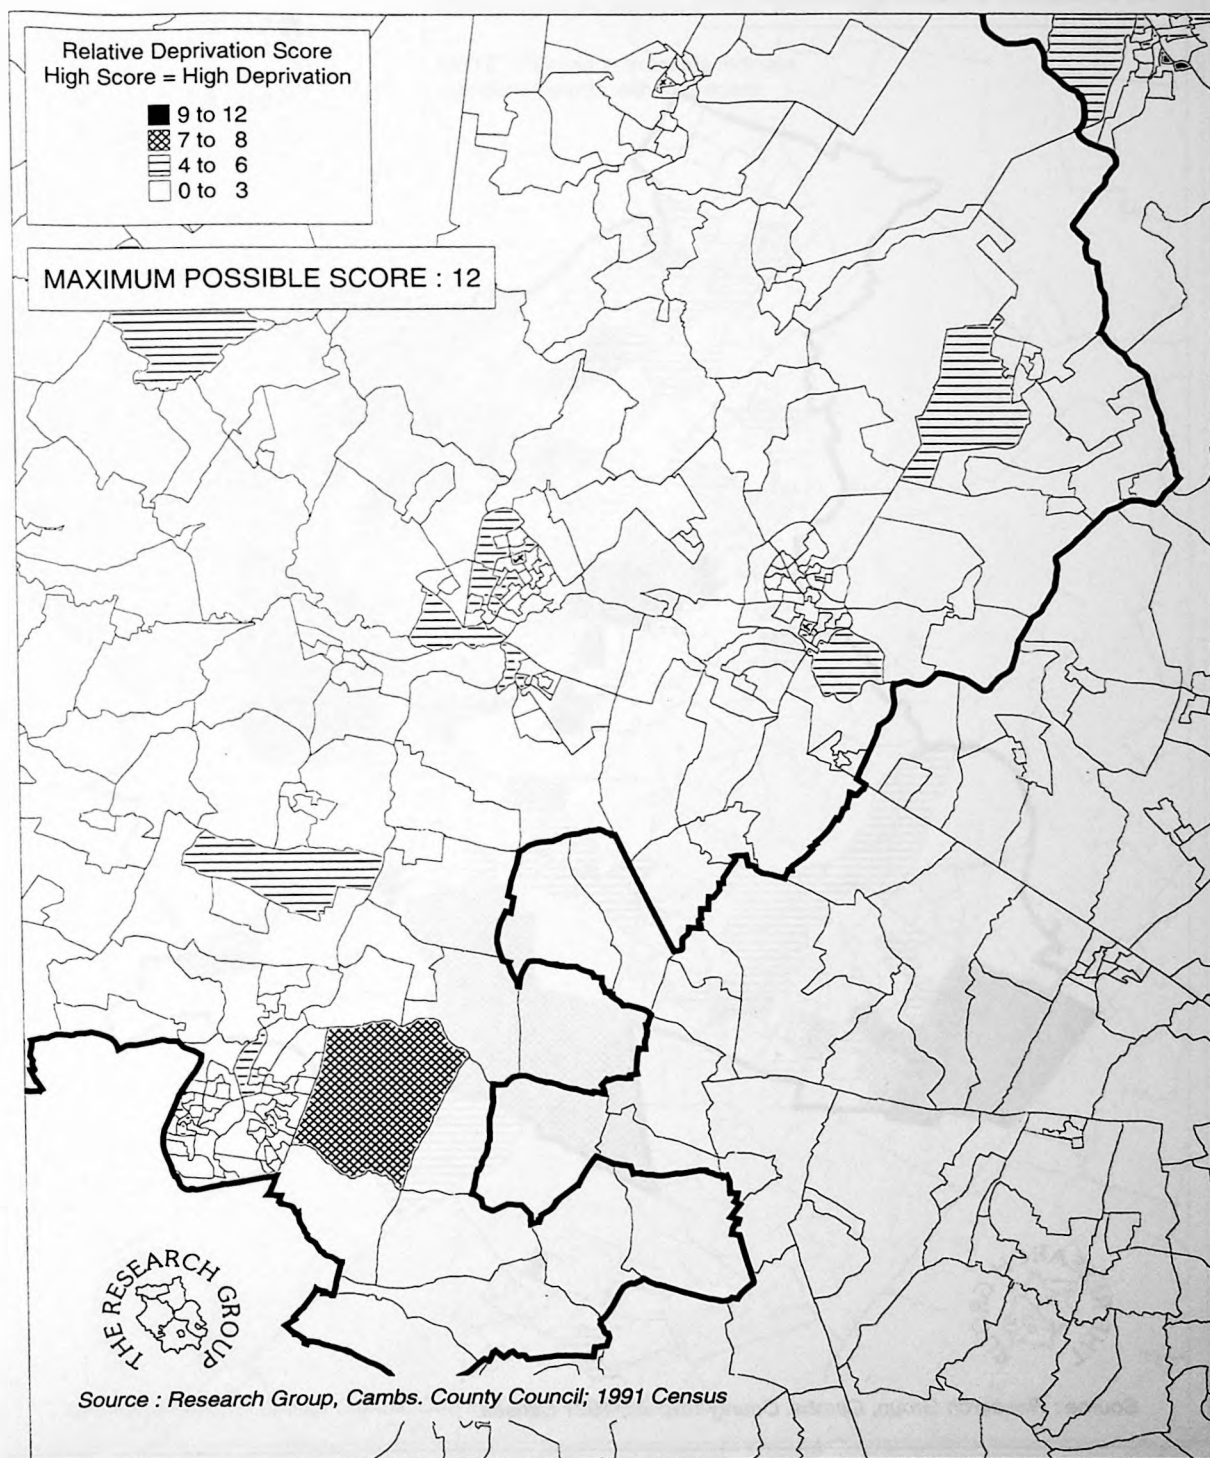 Relative Deprivation Score
High Score = High Deprivation
9 to 12
7 to 8
4 to 6
0 to 3
MAXIMUM POSSIBLE SCORE : 12
THE RESEARCH GROUP
Source : Research Group, Cambs. County Council; 1991 Census